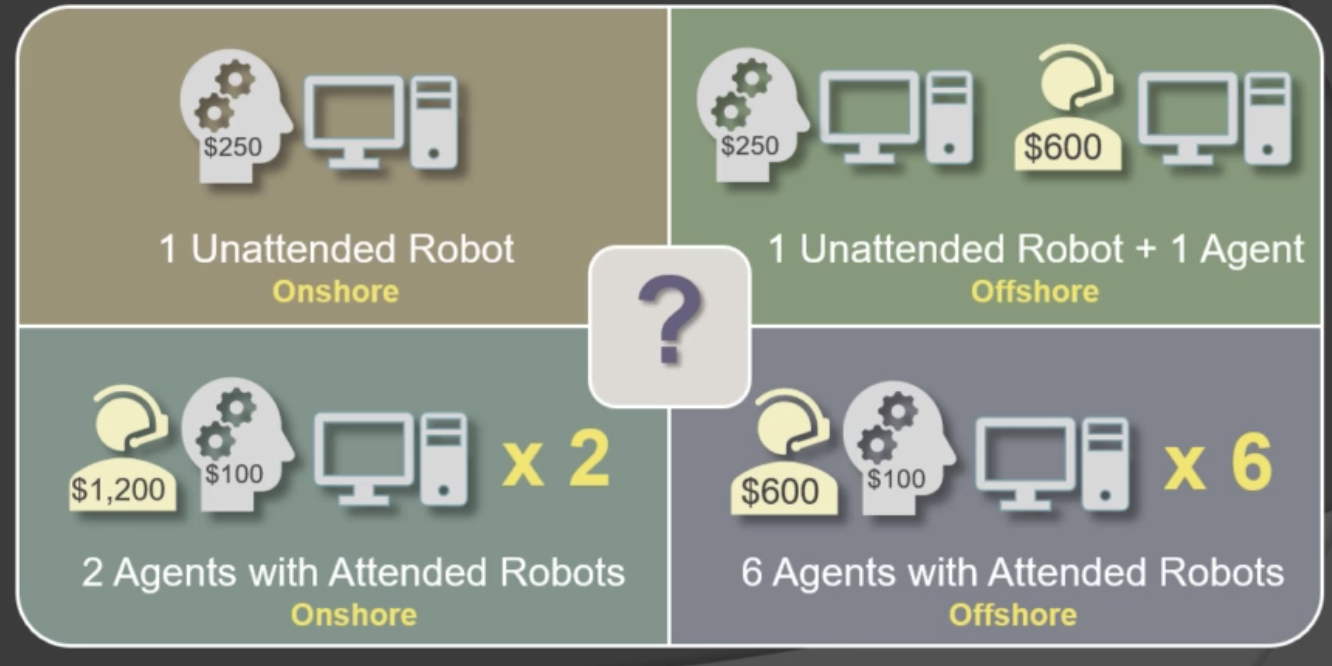 $250
1 Unattended Robot
Onshore
$250
$600
1 Unattended Robot + 1 Agent
Offshore
?
$1,200
$100
x 2
2 Agents with Attended Robots
Onshore
$600
$100
x 6
6 Agents with Attended Robots
Offshore